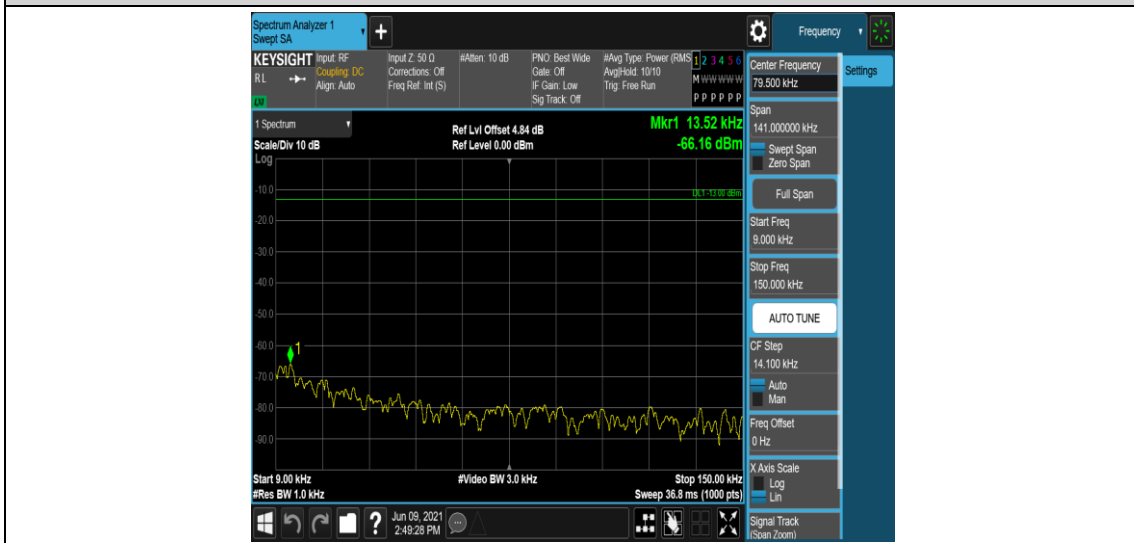 Spectrum Analyzer 1
Swept SA
+
Frequency
KEYSIGHT
RL
LXI
Input: RF
Coupling: DC
Align: Auto
Input Z: 50 Ω
Corrections: Off
Freq Ref: Int (S)
#Atten: 10 dB
PNO: Best Wide
Gate: Off
IF Gain: Low
Sig Track: Off
#Avg Type: Power (RMS
Avg|Hold: 10/10
Trig: Free Run
1 2 3 4 5 6
M W W W W W
P P P P P P
Center Frequency
79.500 kHz
Settings
1 Spectrum
Scale/Div 10 dB
Log
Ref Lvl Offset 4.84 dB
Ref Level 0.00 dBm
Mkr1 13.52 kHz
-66.16 dBm
DL1 -13.00 dBm
-10.0
-20.0
-30.0
-40.0
-50.0
-60.0
-70.0
-80.0
-90.0
1
Start 9.00 kHz
#Res BW 1.0 kHz
#Video BW 3.0 kHz
Stop 150.00 kHz
Sweep 36.8 ms (1000 pts)
Span
141.000000 kHz
Swept Span
Zero Span
Full Span
Start Freq
9.000 kHz
Stop Freq
150.000 kHz
AUTO TUNE
CF Step
14.100 kHz
Auto
Man
Freq Offset
0 Hz
X Axis Scale
Log
Lin
Signal Track
(Span Zoom)
?
Jun 09, 2021
2:49:28 PM